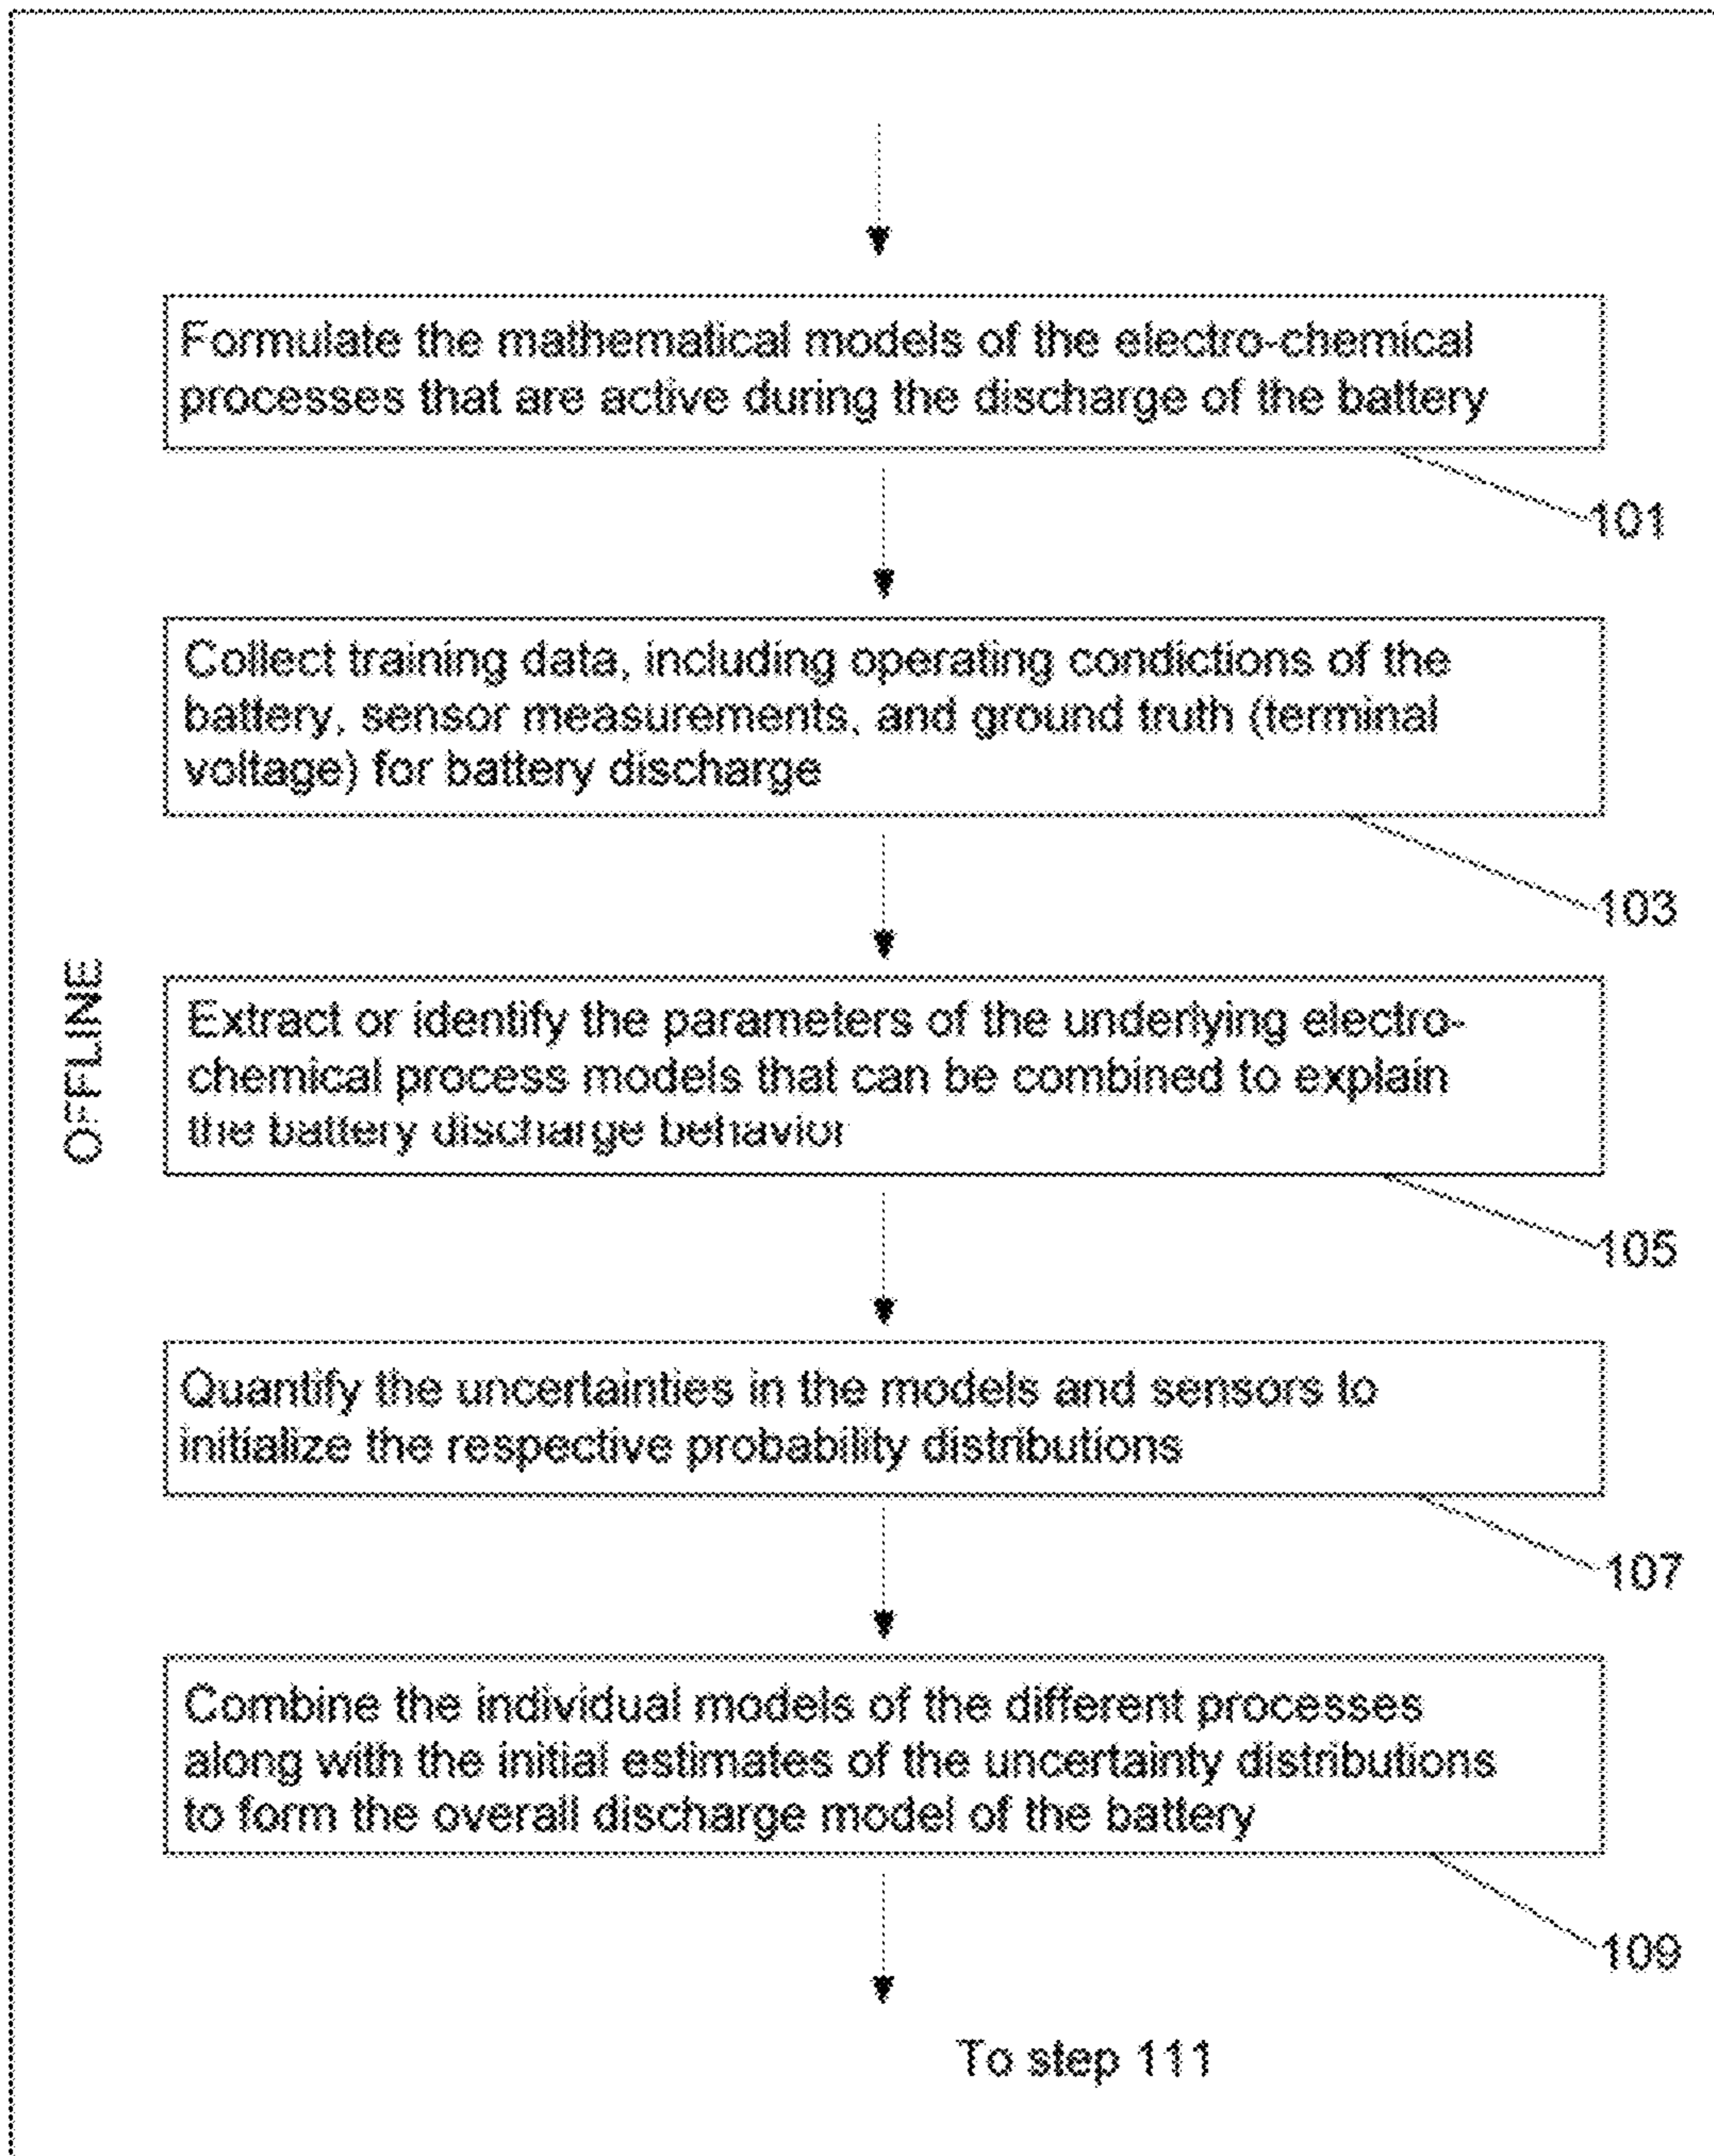 Formulate the mathematical models of the electro-chemical
processes that are active during the discharge of the battery
101
Collect training data, including operating condictions of the
battery, sensor measurements, and ground truth (terminal
voltage) for battery discharge
103
OFFLINE
Extract or identify the parameters of the underlying electro-
chemical process models that can be combined to explain
the battery discharge behavior
105
Quantify the uncertainties in the models and sensors to
initialize the respective probability distributions
107
Combine the individual models of the different processes
along with the initial estimates of the uncertainty distributions
to form the overall discharge model of the battery
109
To step 111